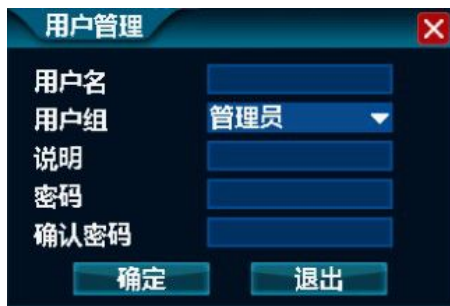 用户管理
用户名
用户组 管理员
说明
密码
确认密码
确定 退出